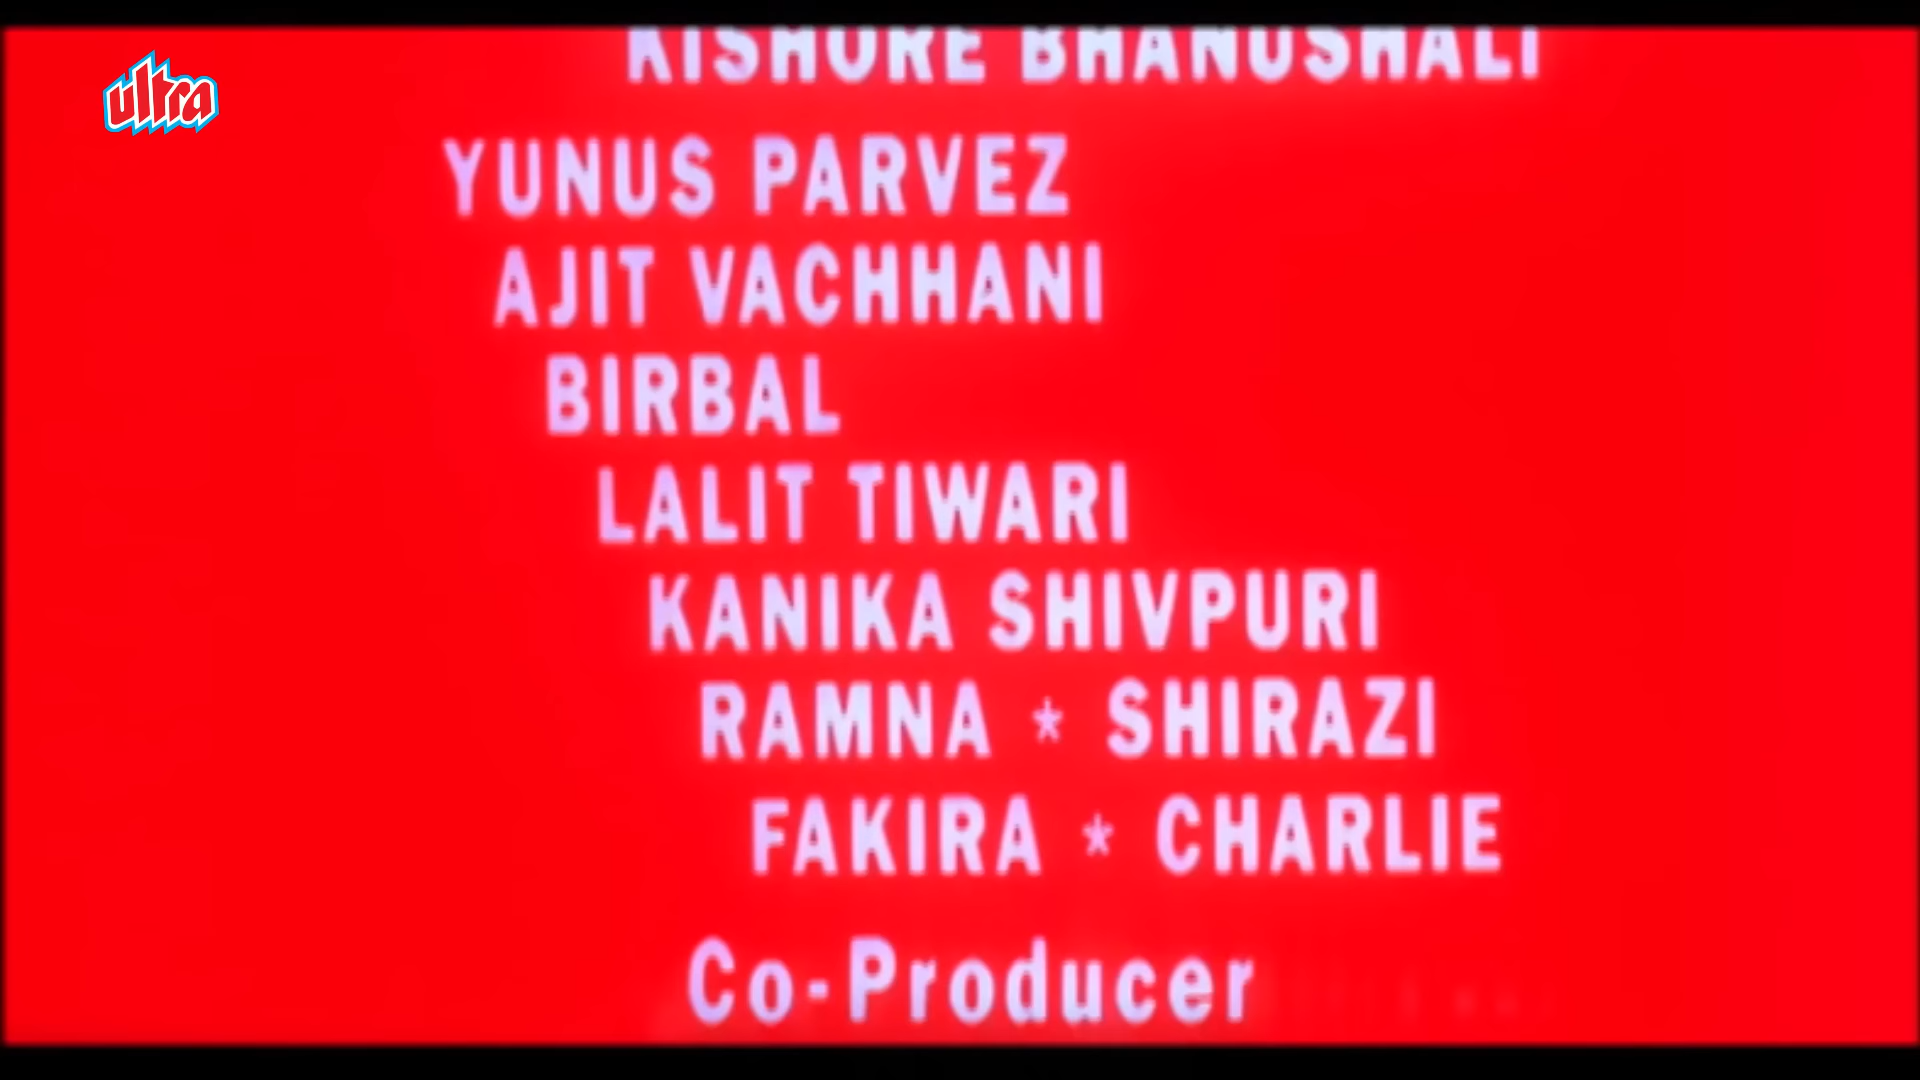 KISHORE BHANUSHALI
ultra
YUNUS PARVEZ
AJIT VACHHANI
BIRBAL
LALIT TIWARI
KANIKA SHIVPURI
RAMNA * SHIRAZI
FAKIRA * CHARLIE
Co-Producer